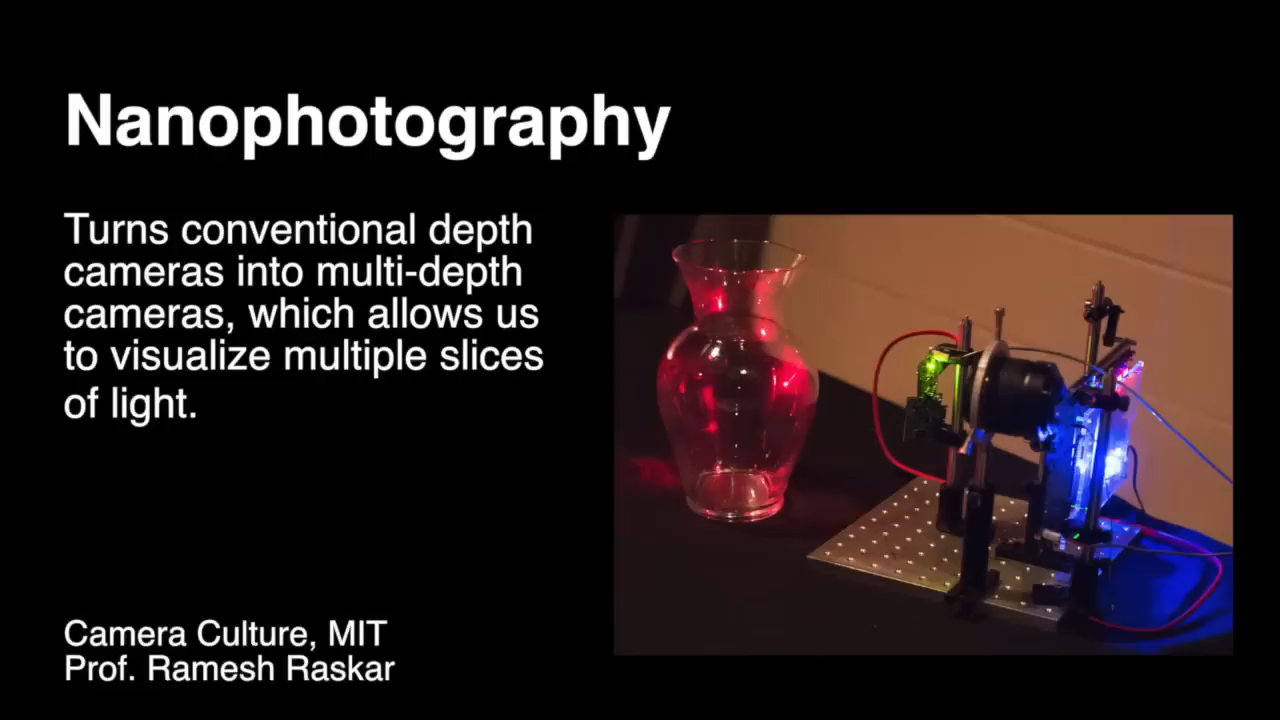 Nanophotography
Turns conventional depth
cameras into multi-depth
cameras, which allows us
to visualize multiple slices
of light.
Camera Culture, MIT
Prof. Ramesh Raskar